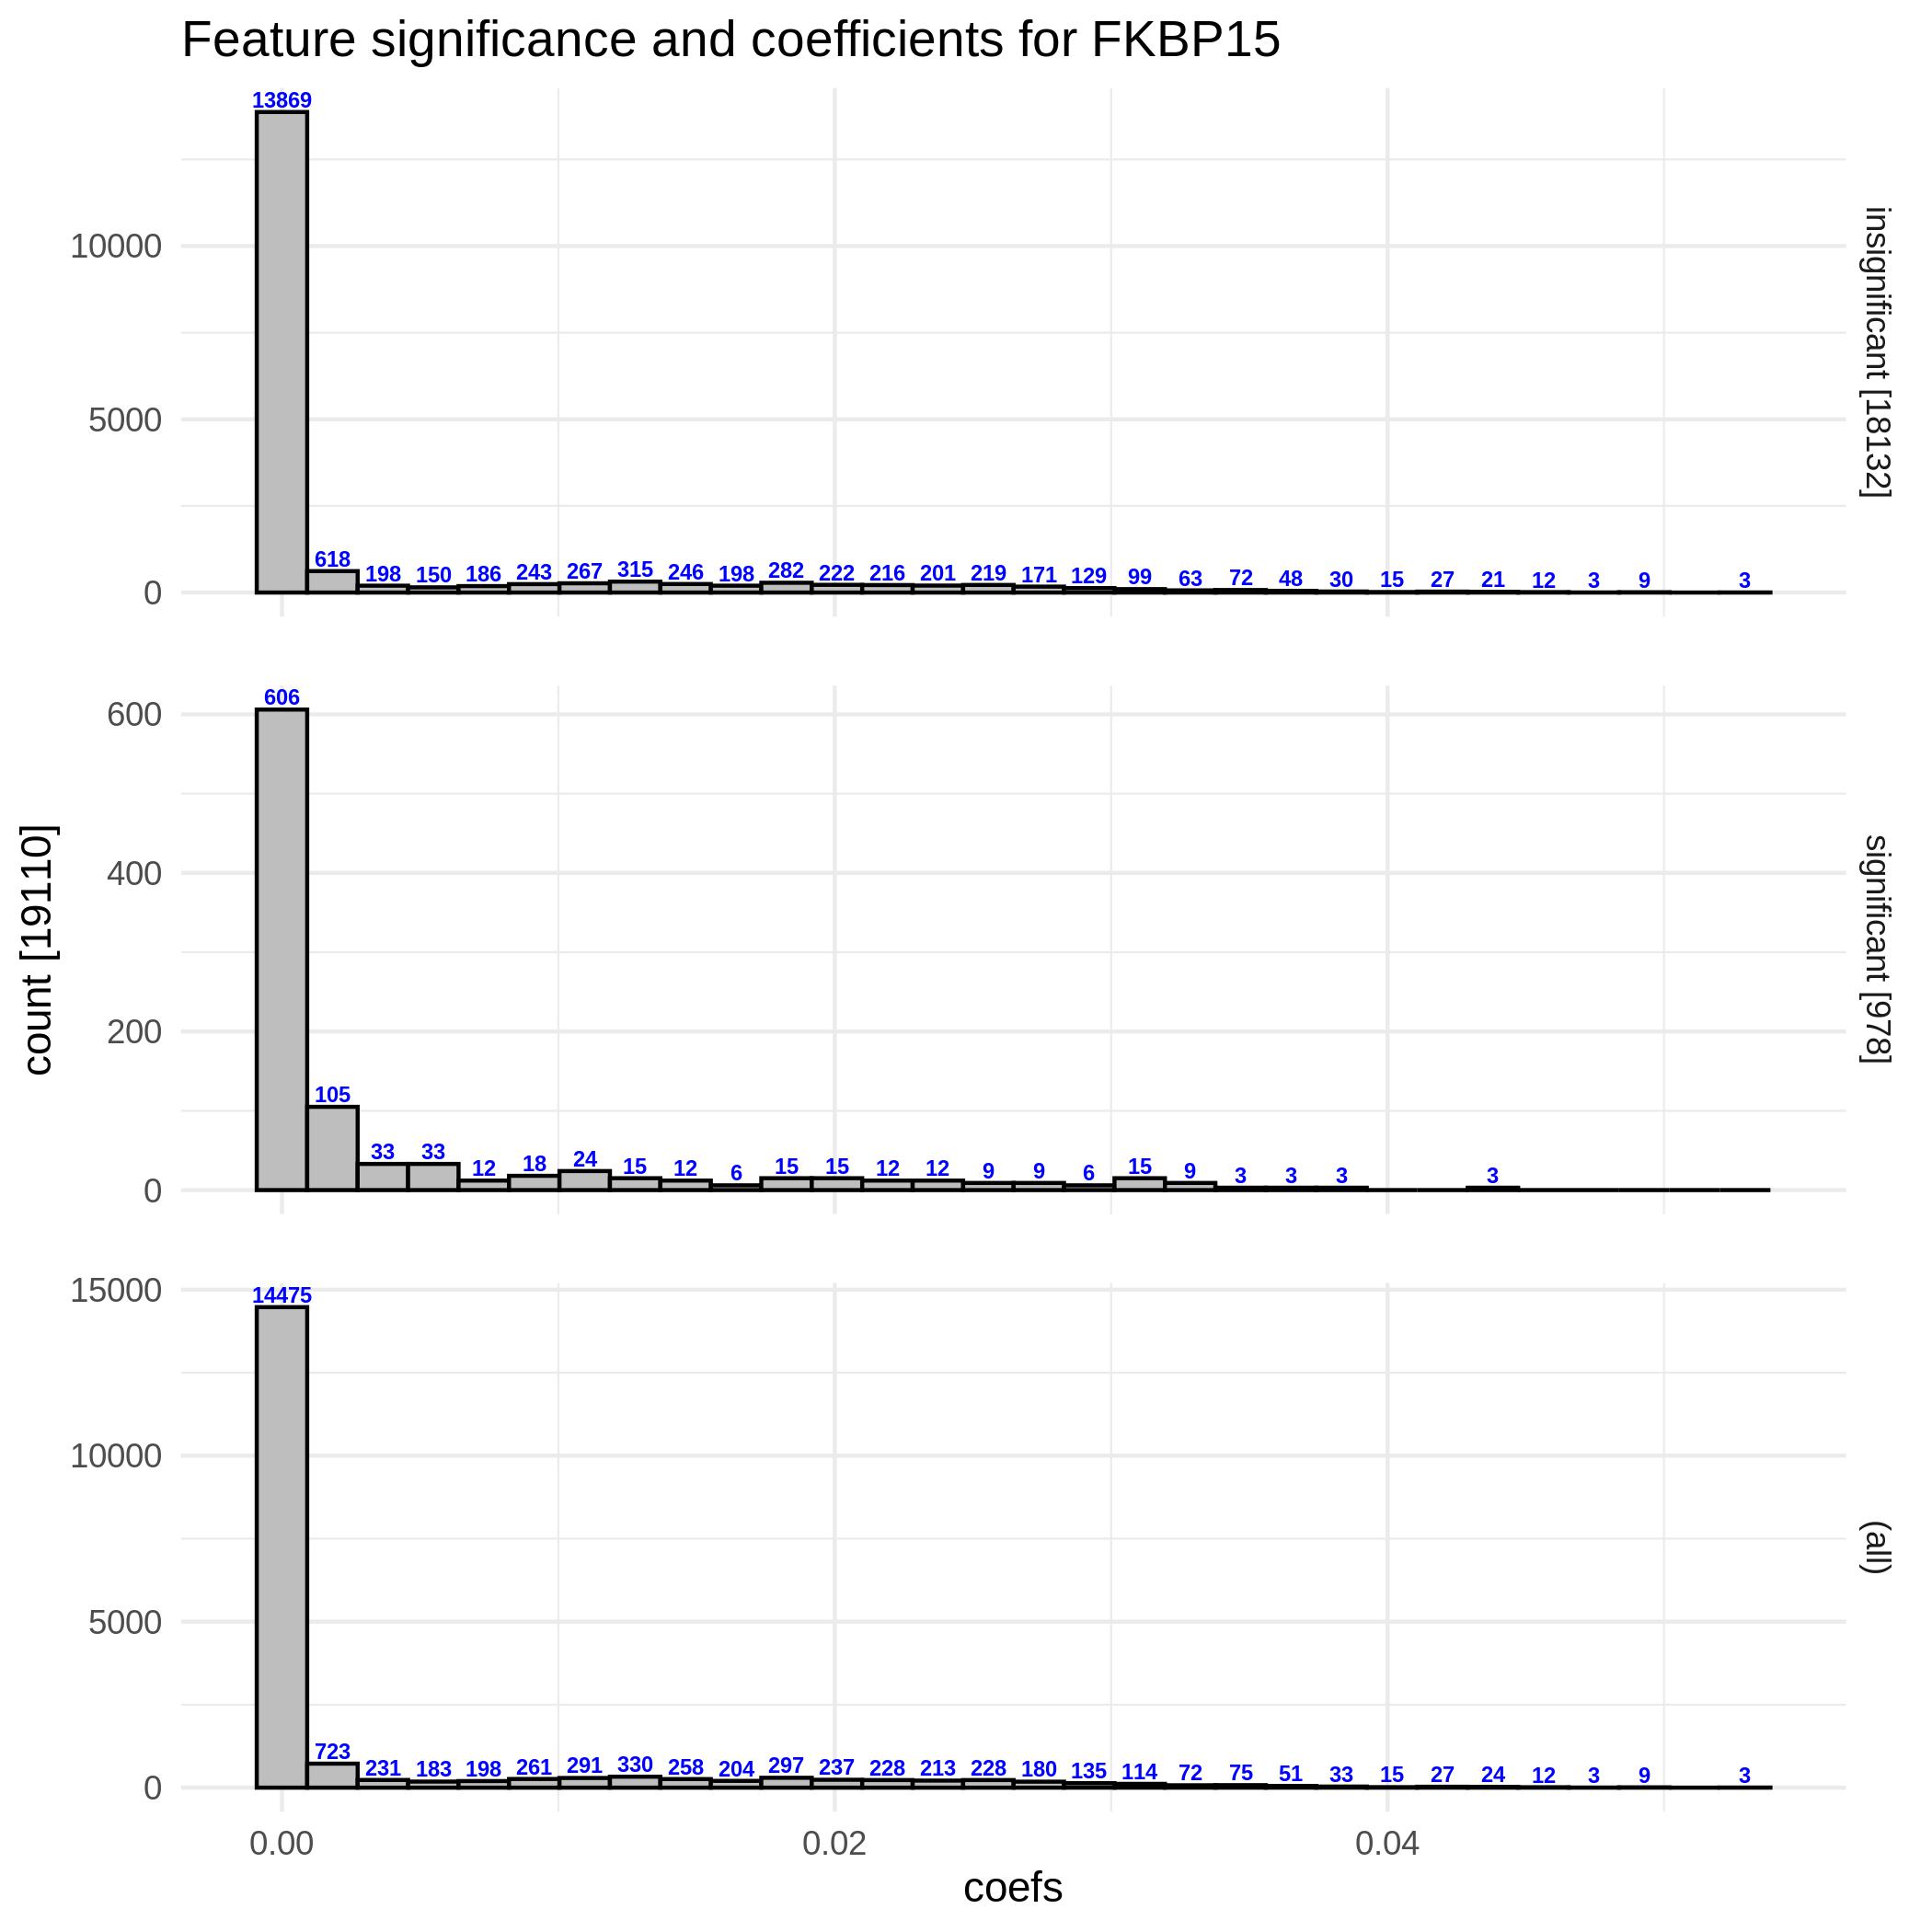 Feature significance and coefficients for FKBP15
13869
10000
5000
0
618 198 150 186 243 267 315 246 198 282 222 216 201 219 171 129 99 63 72 48 30 15 27 21 12 3 9 3
insignificant [18132]
606
600
400
200
0
105 33 33 12 18 24 15 12 6 15 15 12 12 9 9 6 15 9 3 3 3 3
significant [978]
count [19110]
14475
15000
10000
5000
0
723 231 183 198 261 291 330 258 204 297 237 228 213 228 180 135 114 72 75 51 33 15 27 24 12 3 9 3
(all)
0.00 0.02 0.04
coefs